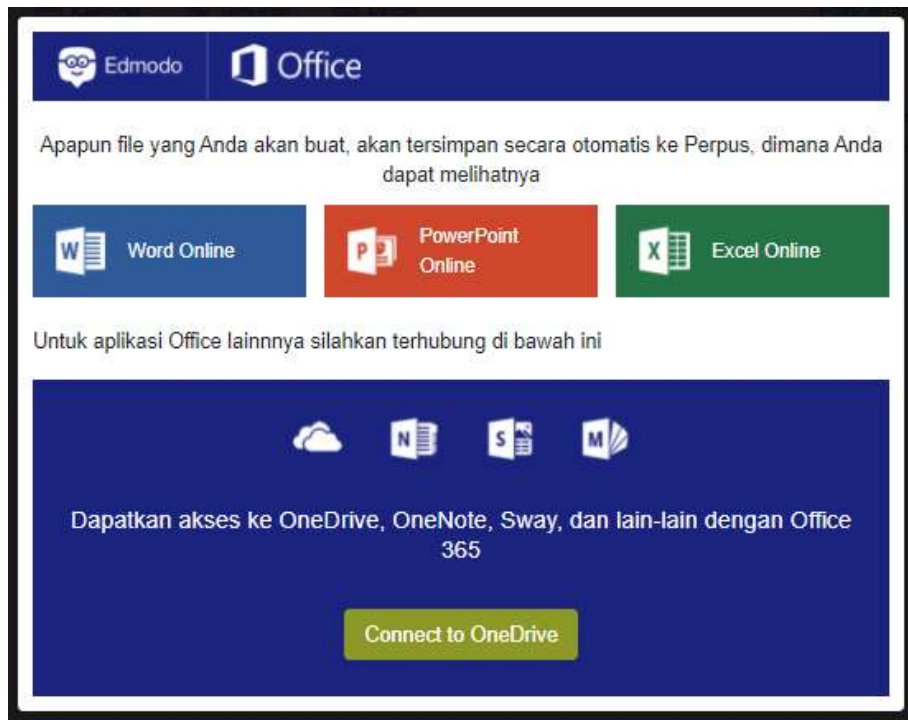 Edmodo
Office
Apapun file yang Anda akan buat, akan tersimpan secara otomatis ke Perpus, dimana Anda
dapat melihatnya
Word Online
PowerPoint
Online
Excel Online
Untuk aplikasi Office lainnnya silahkan terhubung di bawah ini
Dapatkan akses ke OneDrive, OneNote, Sway, dan lain-lain dengan Office
365
Connect to OneDrive